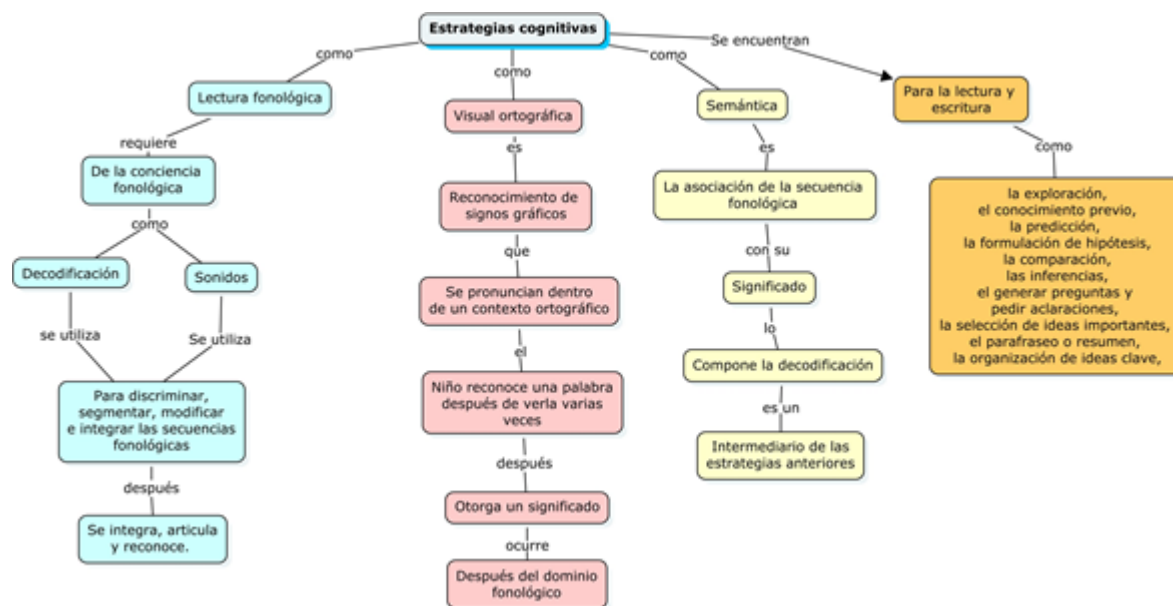 Estrategias cognitivas
como
como
como
Se encuentran
Lectura fonológica
requiere
De la conciencia
fonológica
como
Decodificación
Sonidos
se utiliza
Se utiliza
Para discriminar,
segmentar, modificar
e integrar las secuencias
fonológicas
después
Se integra, articula
y reconoce.
Visual ortográfica
es
Reconocimiento de
signos gráficos
que
Se pronuncian dentro
de un contexto ortográfico
el
Niño reconoce una palabra
después de verla varias
veces
después
Otorga un significado
ocurre
Después del dominio
fonológico
Semántica
es
La asociación de la secuencia
fonológica
con su
Significado
lo
Compone la decodificación
es un
Intermediario de las
estrategias anteriores
Para la lectura y
escritura
como
la exploración,
el conocimiento previo,
la predicción,
la formulación de hipótesis,
la comparación,
las inferencias,
el generar preguntas y
pedir aclaraciones,
la selección de ideas importantes,
el parafraseo o resumen,
la organización de ideas clave,